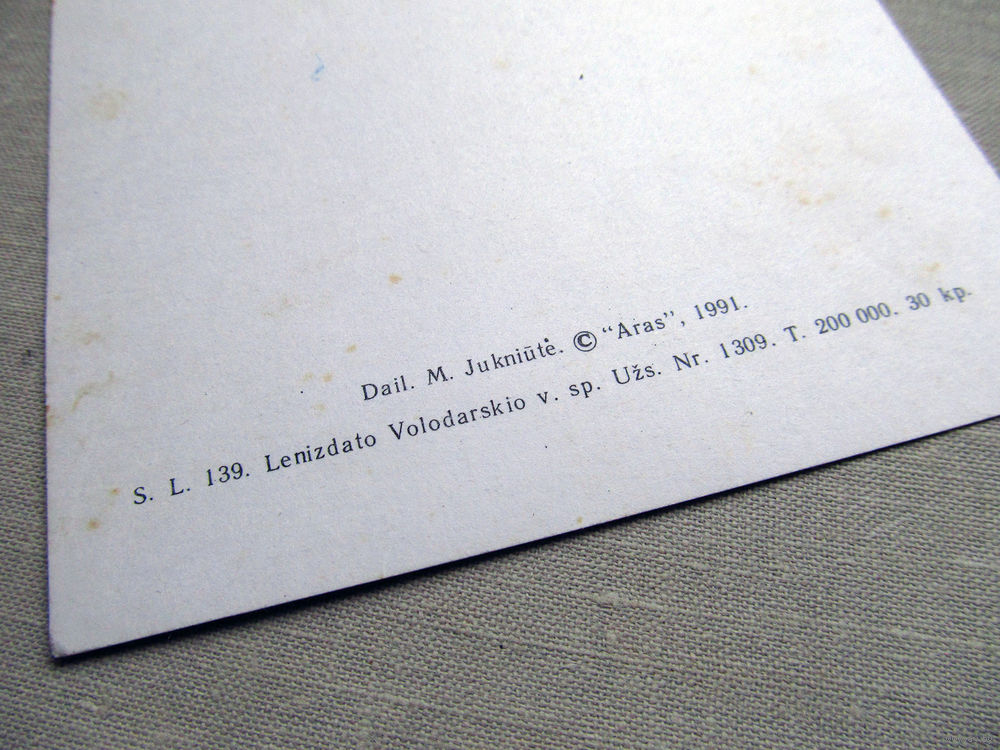 Dail. M. Jukniūtė. © “Aras”, 1991.
S. L. 139. Lenizdato Volodarskio v. sp. Užs. Nr. 1309. T. 200 000. 30 kp.